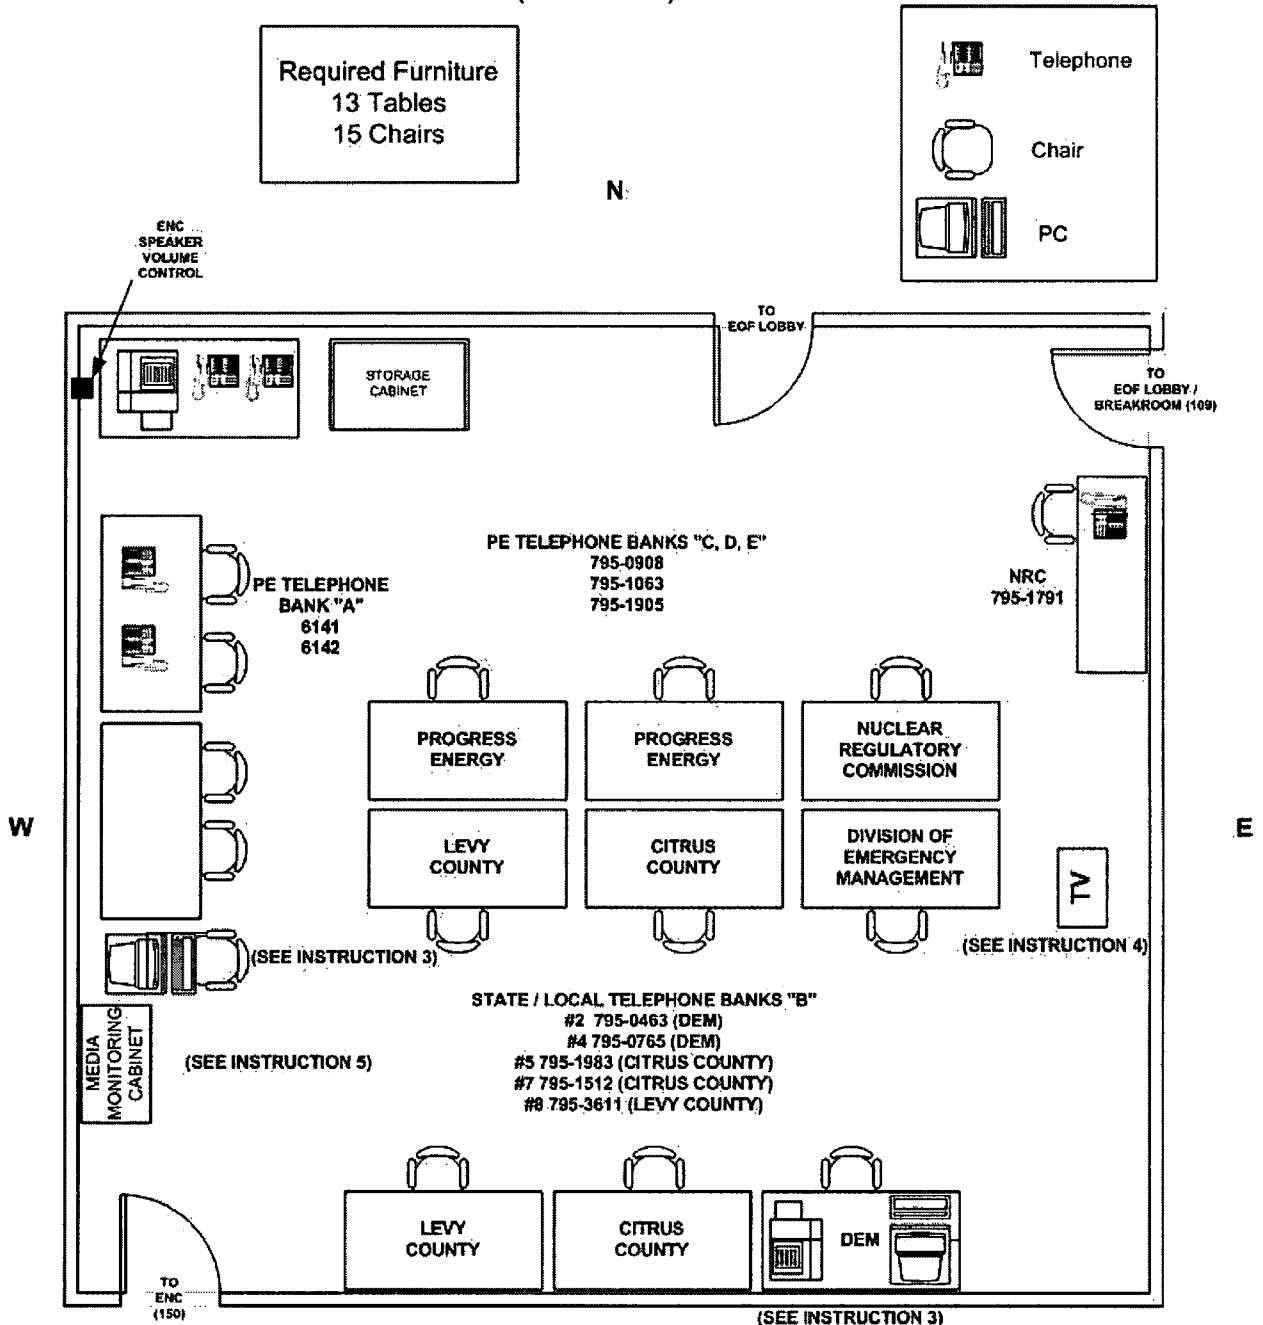 Required Furniture
13 Tables
15 Chairs
Telephone
Chair
PC
N
ENC
SPEAKER
VOLUME
CONTROL
TO
EOF LOBBY
STORAGE
CABINET
TO
EOF LOBBY /
BREAKROOM (109)
PE TELEPHONE BANKS "C, D, E"
795-0908
795-1063
795-1905
NRC
795-1791
PE TELEPHONE
BANK "A"
6141
6142
PROGRESS
ENERGY
PROGRESS
ENERGY
NUCLEAR
REGULATORY
COMMISSION
W
E
LEVY
COUNTY
CITRUS
COUNTY
DIVISION OF
EMERGENCY
MANAGEMENT
TV
(SEE INSTRUCTION 3)
(SEE INSTRUCTION 4)
STATE / LOCAL TELEPHONE BANKS "B"
#2 795-0463 (DEM)
#4 795-0765 (DEM)
#5 795-1983 (CITRUS COUNTY)
#7 795-1512 (CITRUS COUNTY)
#8 795-3611 (LEVY COUNTY)
MEDIA
MONITORING
CABINET
(SEE INSTRUCTION 5)
LEVY
COUNTY
CITRUS
COUNTY
DEM
TO
ENC
(150)
(SEE INSTRUCTION 3)